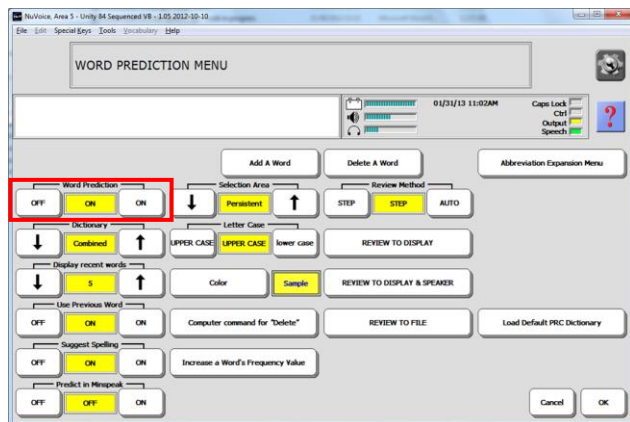 NuVoice, Area 5 - Unity 84 Sequenced V8 - 1.05 2012-10-10
File Edit Special Keys Tools Vocabulary Help
WORD PREDICTION MENU
01/31/13 11:02AM
Caps Lock
Ctrl
Output
Speech
?
Add A Word Delete A Word Abbreviation Expansion Menu
Word Prediction Selection Area Review Method
OFF ON ON Persistent STEP STEP AUTO
Dictionary Letter Case
Combined UPPER CASE UPPER CASE lower case REVIEW TO DISPLAY
Display recent words
5 Color Sample REVIEW TO DISPLAY & SPEAKER
Use Previous Word
OFF ON ON Computer command for "Delete" REVIEW TO FILE Load Default PRC Dictionary
Suggest Spelling
OFF ON ON Increase a Word's Frequency Value
Predict in Minspeak
OFF OFF ON Cancel OK